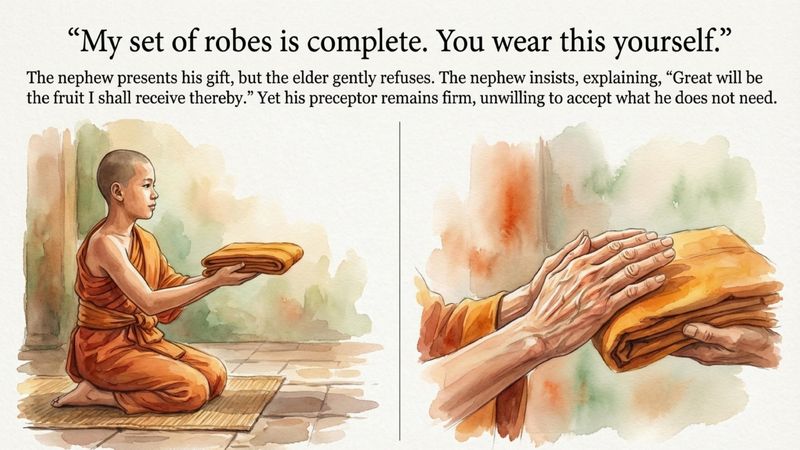 “My set of robes is complete. You wear this yourself.”
The nephew presents his gift, but the elder gently refuses. The nephew insists, explaining, “Great will be
the fruit I shall receive thereby.” Yet his preceptor remains firm, unwilling to accept what he does not need.